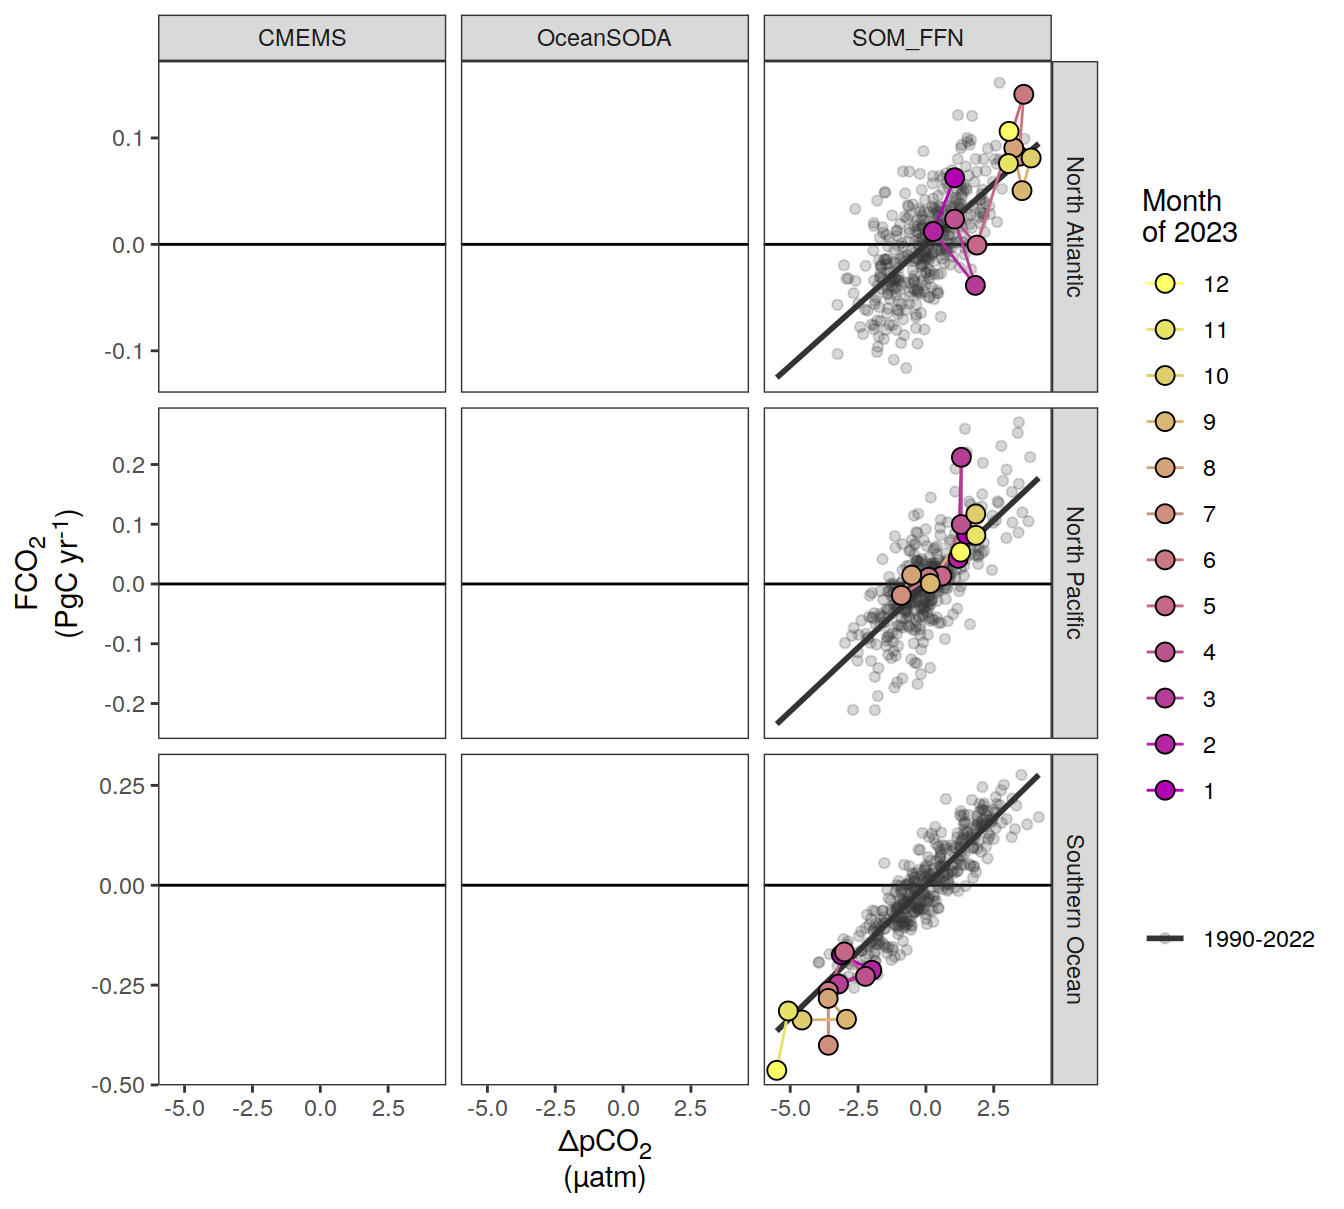 CMEMS
OceanSODA
SOM_FFN
0.1
0.0
-0.1
North Atlantic
0.2
0.1
0.0
-0.1
-0.2
North Pacific
0.25
0.00
-0.25
-0.50
Southern Ocean
-5.0 -2.5 0.0 2.5
-5.0 -2.5 0.0 2.5
-5.0 -2.5 0.0 2.5
FCO₂
(PgC yr⁻¹)
ΔpCO₂
(µatm)
Month
of 2023
12
11
10
9
8
7
6
5
4
3
2
1
1990-2022